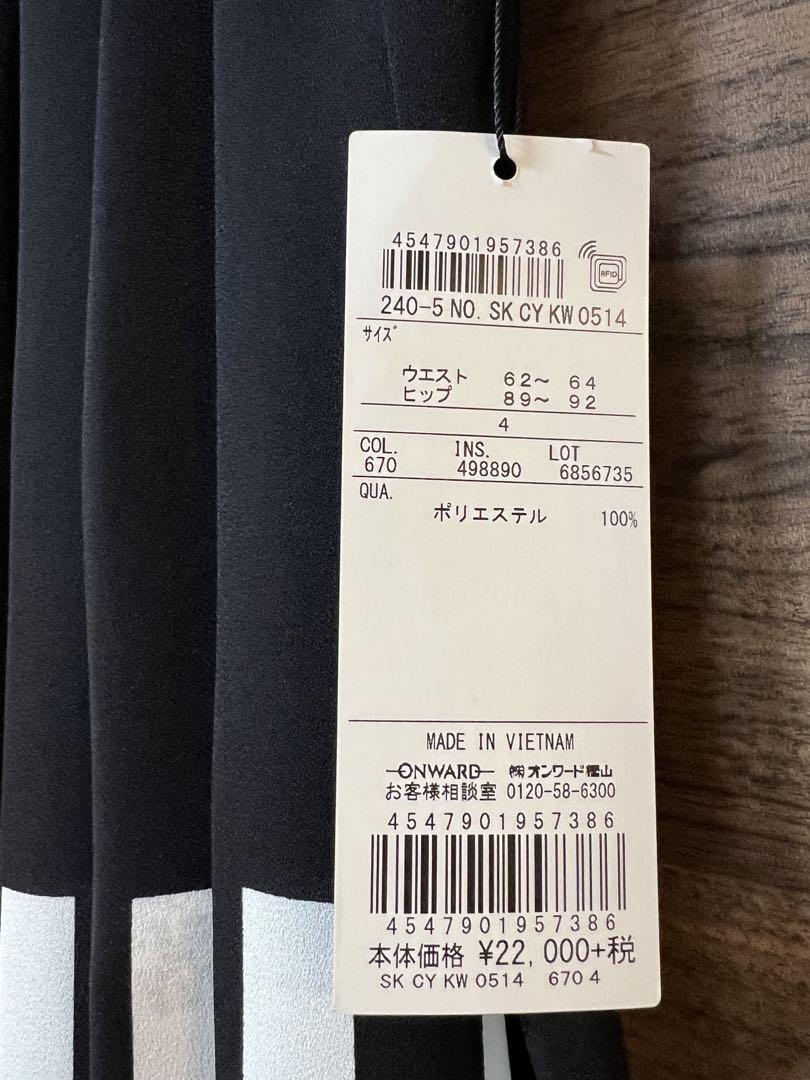 4547901957386
RFID
240-5 NO. SK CY KW 0514
サイズ
ウエスト 62〜 64
ヒップ 89〜 92
4
COL. INS. LOT
670 498890 6856735
QUA.
ポリエステル 100%
MADE IN VIETNAM
ONWARD ㈱オンワード樫山
お客様相談室 0120-58-6300
4547901957386
4547901957386
本体価格 ¥22,000+税
SK CY KW 0514 670 4